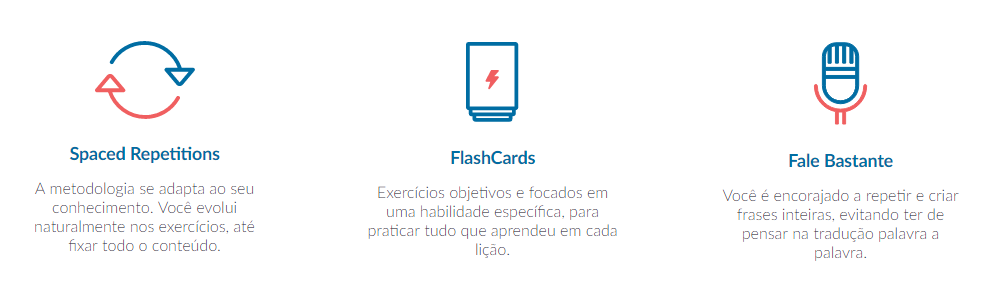 Spaced Repetitions
A metodologia se adapta ao seu
conhecimento. Você evolui
naturalmente nos exercícios, até
fixar todo o conteúdo.
FlashCards
Exercícios objetivos e focados em
uma habilidade específica, para
praticar tudo que aprendeu em cada
lição.
Fale Bastante
Você é encorajado a repetir e criar
frases inteiras, evitando ter de
pensar na tradução palavra a
palavra.